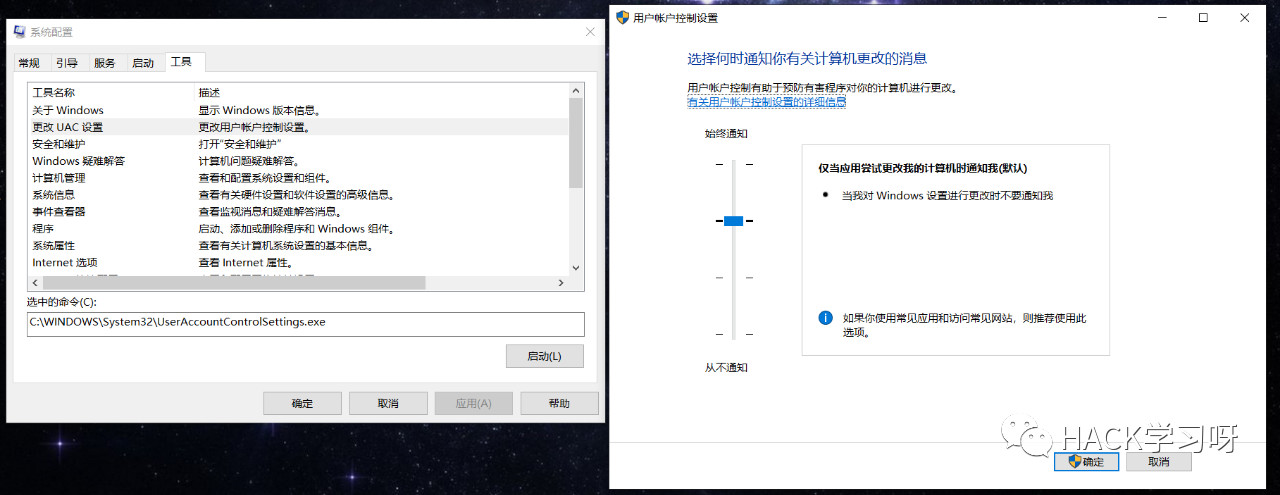 系统配置
常规 引导 服务 启动 工具
工具名称 描述
关于 Windows 显示 Windows 版本信息。
更改 UAC 设置 更改用户帐户控制设置。
安全和维护 打开"安全和维护"
Windows 疑难解答 计算机问题疑难解答。
计算机管理 查看和配置系统设置和组件。
系统信息 查看有关硬件设置和软件设置的高级信息。
事件查看器 查看监视消息和疑难解答消息。
程序 启动、添加或删除程序和 Windows 组件。
系统属性 查看有关计算机系统设置的基本信息。
Internet 选项 查看 Internet 属性。
选中的命令(C):
C:\WINDOWS\System32\UserAccountControlSettings.exe
启动(L)
确定 取消 应用(A) 帮助
用户帐户控制设置
选择何时通知你有关计算机更改的消息
用户帐户控制有助于预防有害程序对你的计算机进行更改。
有关用户帐户控制设置的详细信息
始终通知
仅当应用尝试更改我的计算机时通知我(默认)
当我对 Windows 设置进行更改时不要通知我
如果你使用常见应用和访问常见网站，则推荐使用此
选项。
从不通知
HACK学习呀
确定 取消